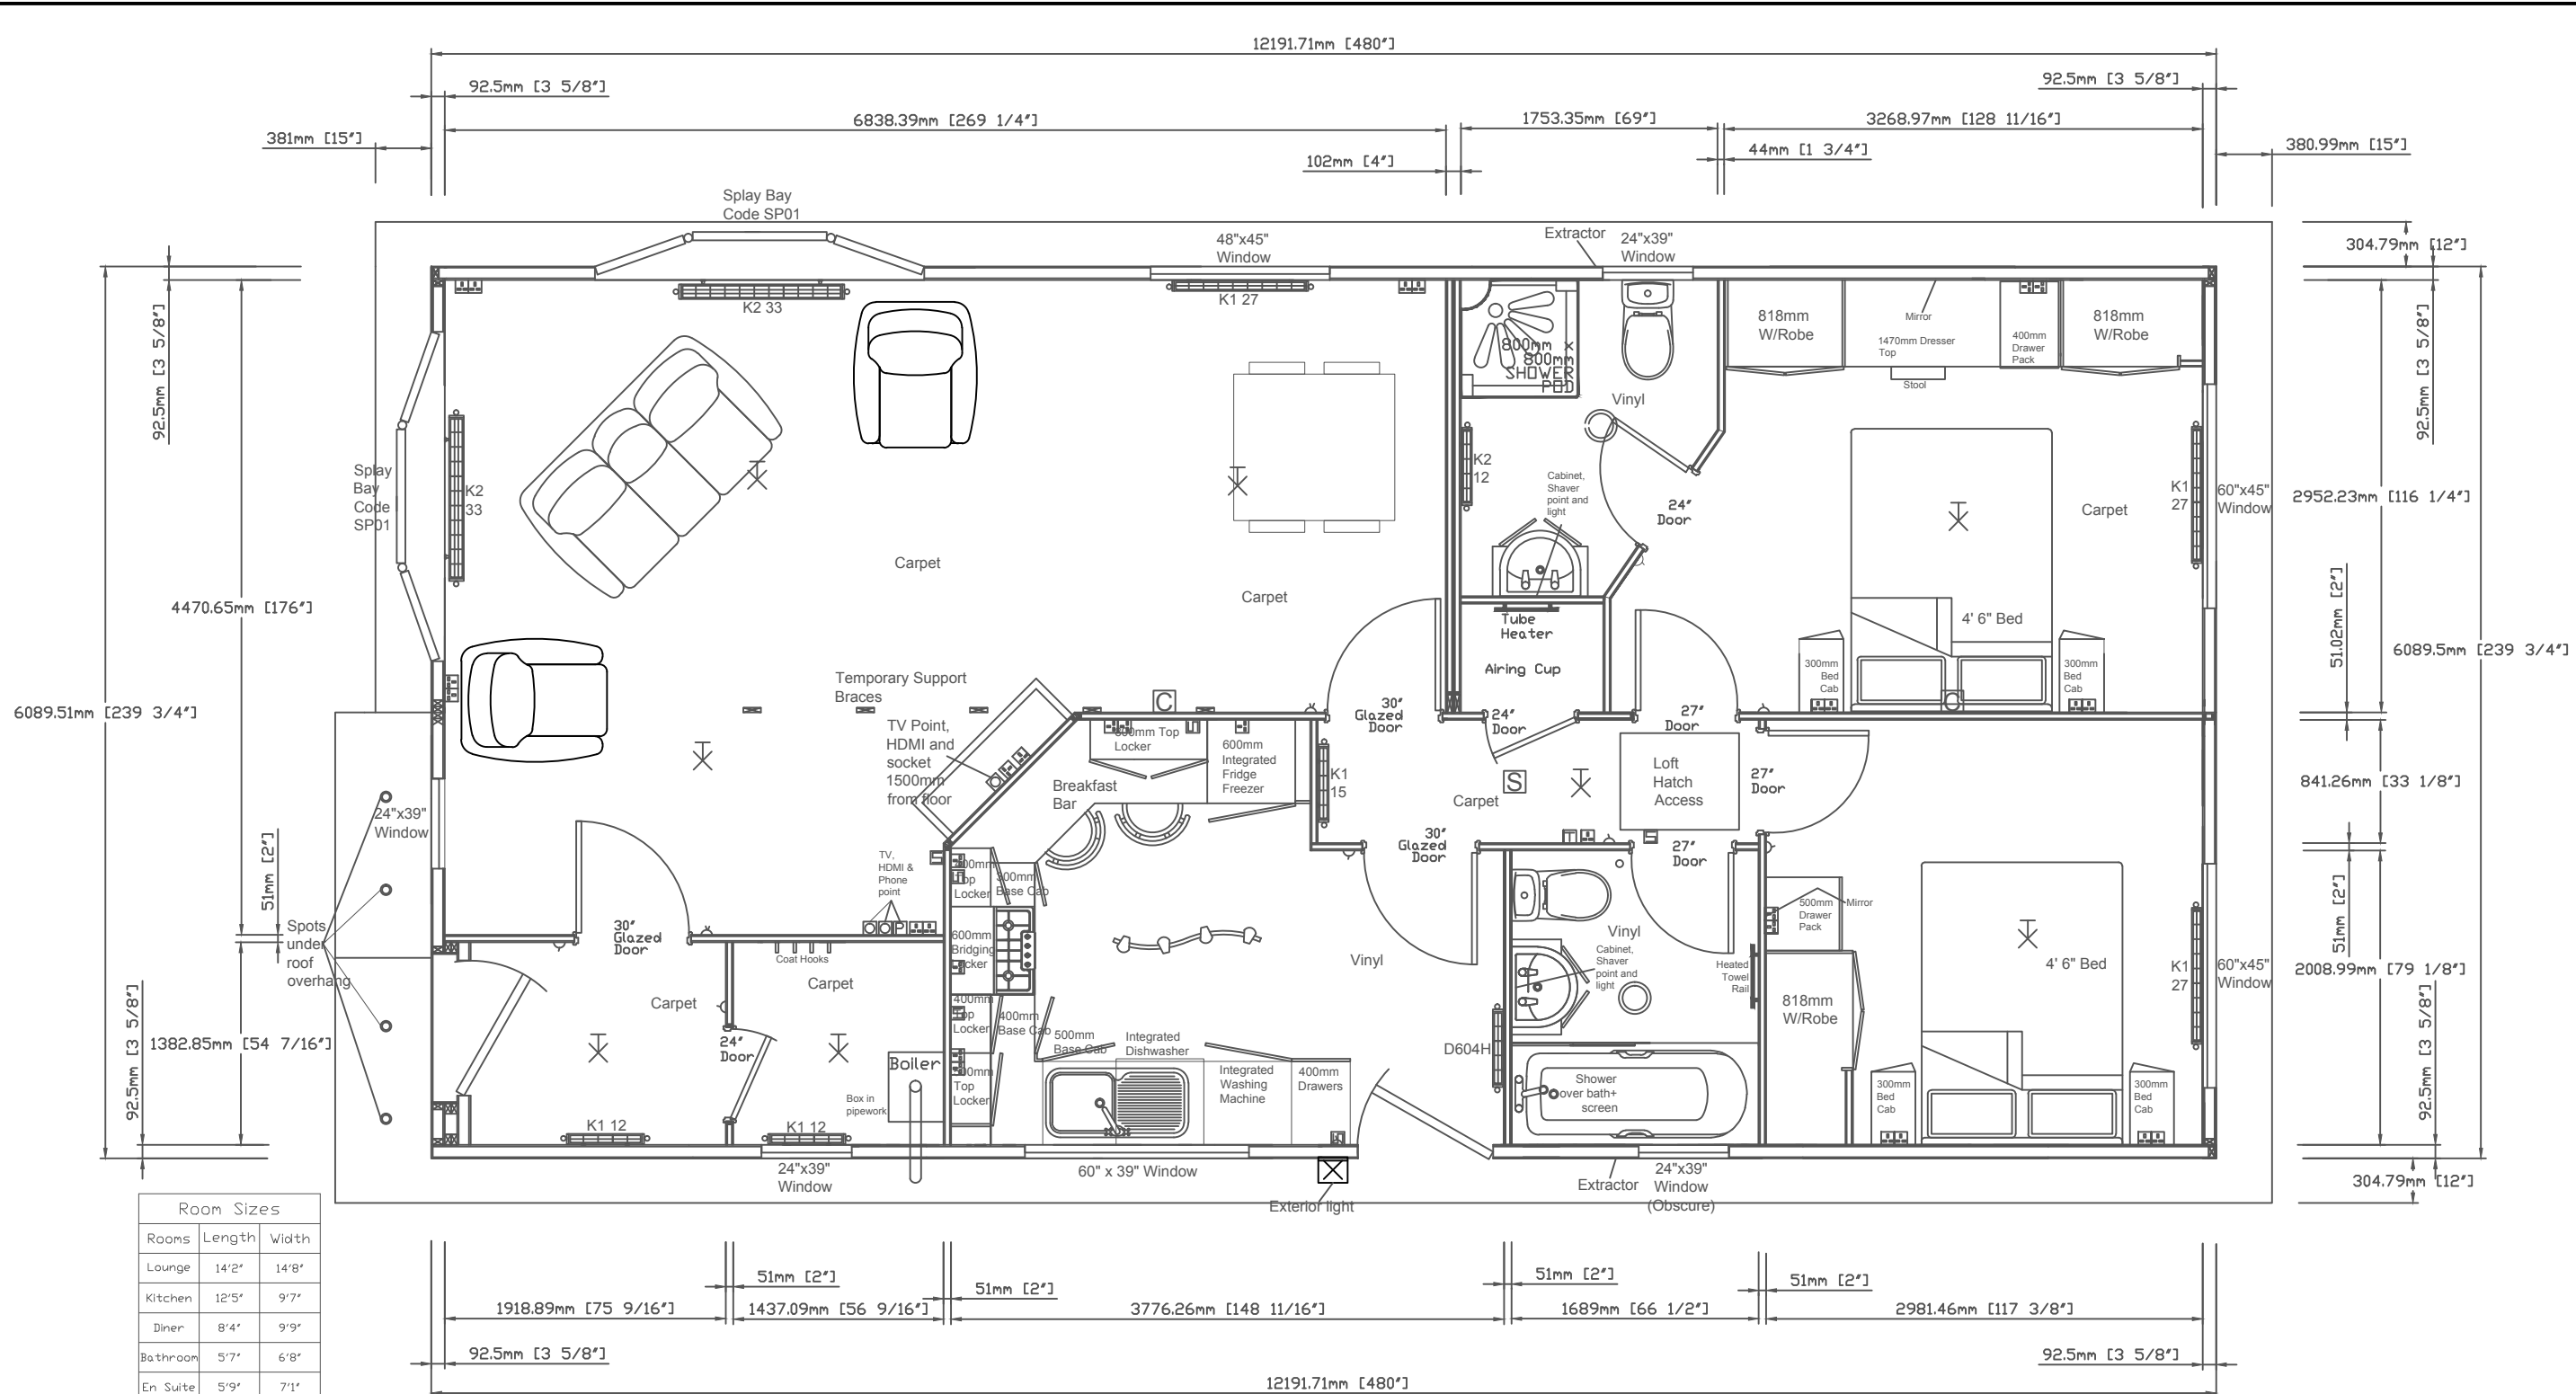 12191.71mm [480"]
92.5mm [3 5/8"]
92.5mm [3 5/8"]
6838.39mm [269 1/4"]
1753.35mm [69"]
3268.97mm [128 11/16"]
381mm [15"]
102mm [4"]
44mm [1 3/4"]
380.99mm [15"]
Splay Bay
Code SP01
Extractor
48"x45"
Window
24"x39"
Window
304.79mm [12"]
K2 33
K1 27
92.5mm [3 5/8"]
92.5mm [3 5/8"]
800mm x
800mm
SHOWER
POD
818mm
W/Robe
Mirror
1470mm Dresser
Top
400mm
Drawer
Pack
818mm
W/Robe
Stool
Vinyl
Splay
Bay
Code
SP01
K2
33
K2
12
Cabinet,
Shaver
point and
light
24"
Door
Carpet
K1
27
60"x45"
Window
2952.23mm [116 1/4"]
Carpet
Carpet
4470.65mm [176"]
Tube
Heater
Airing Cup
4' 6" Bed
300mm
Bed
Cab
300mm
Bed
Cab
51.02mm [2"]
6089.5mm [239 3/4"]
6089.51mm [239 3/4"]
Temporary Support
Braces
C
C
TV Point,
HDMI and
socket
1500mm
from floor
30"
Glazed
Door
24"
Door
27"
Door
Top
Locker
600mm
Integrated
Fridge
Freezer
Breakfast
Bar
K1
15
Carpet
S
Loft
Hatch
Access
27"
Door
841.26mm [33 1/8"]
24"x39"
Window
51mm [2"]
30"
Glazed
Door
27"
Door
TV,
HDMI &
Phone
point
P
Top
Locker
300mm
Base Cab
500mm
Drawer
Pack
Mirror
51mm [2"]
Spots
under
roof
overhang
30"
Glazed
Door
Coat Hooks
600mm
Bridging
Vinyl
Vinyl
Cabinet,
Shaver
point and
light
Heated
Towel
Rail
4' 6" Bed
K1
27
60"x45"
Window
2008.99mm [79 1/8"]
Carpet
Carpet
400mm
Top
Locker
400mm
Base Cab
818mm
W/Robe
92.5mm [3 5/8"]
1382.85mm [54 7/16"]
24"
Door
Boiler
Box in
pipework
500mm
Base Cab
Integrated
Dishwasher
D604H
Top
Locker
Integrated
Washing
Machine
400mm
Drawers
Shower
over bath+
screen
300mm
Bed
Cab
300mm
Bed
Cab
92.5mm [3 5/8"]
K1 12
K1 12
24"x39"
Window
60" x 39" Window
Exterior light
Extractor
24"x39"
Window
(Obscure)
304.79mm [12"]
Room Sizes
Rooms Length Width
Lounge 14'2" 14'8"
Kitchen 12'5" 9'7"
Diner 8'4" 9'9"
Bathroom 5'7" 6'8"
En Suite 5'9" 7'1"
51mm [2"]
51mm [2"]
51mm [2"]
51mm [2"]
1918.89mm [75 9/16"]
1437.09mm [56 9/16"]
3776.26mm [148 11/16"]
1689mm [66 1/2"]
2981.46mm [117 3/8"]
92.5mm [3 5/8"]
92.5mm [3 5/8"]
12191.71mm [480"]